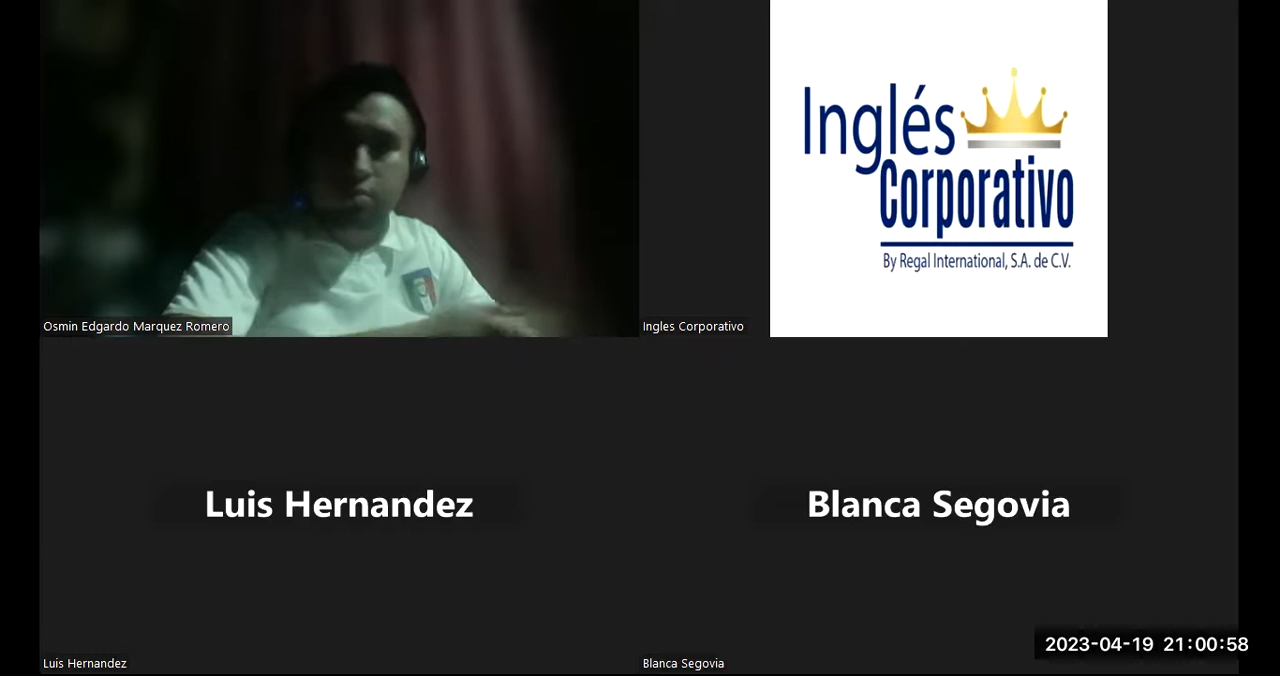 Inglés
Corporativo
By Regal International, S.A. de C.V.
Osmin Edgardo Marquez Romero
Ingles Corporativo
Luis Hernandez
Blanca Segovia
Luis Hernandez
Blanca Segovia
2023-04-19 21:00:58